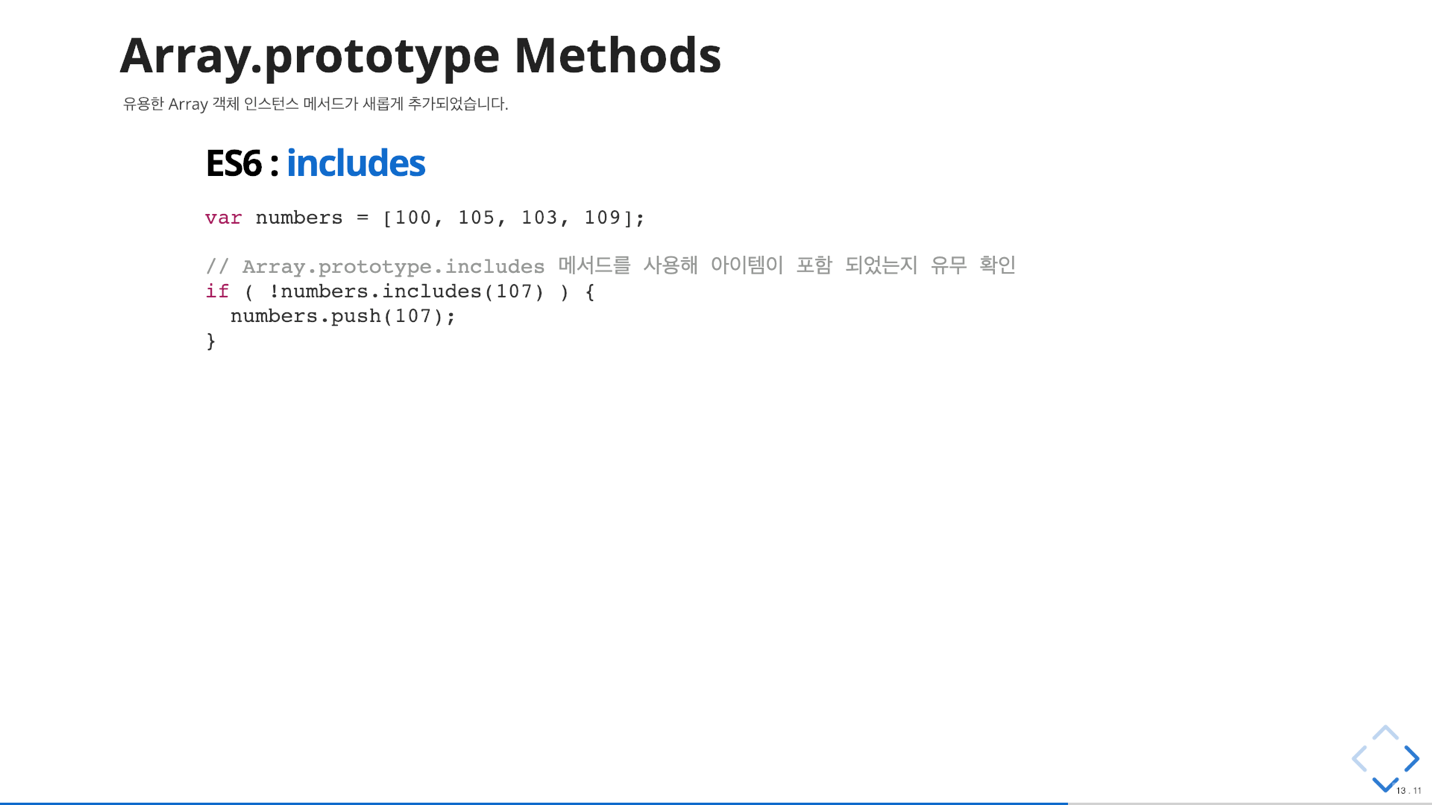 Array.prototype Methods
유용한 Array 객체 인스턴스 메서드가 새롭게 추가되었습니다.
ES6 : includes
var numbers = [100, 105, 103, 109];
// Array.prototype.includes 메서드를 사용해 아이템이 포함 되었는지 유무 확인
if ( !numbers.includes(107) ) {
  numbers.push(107);
}
13 . 11